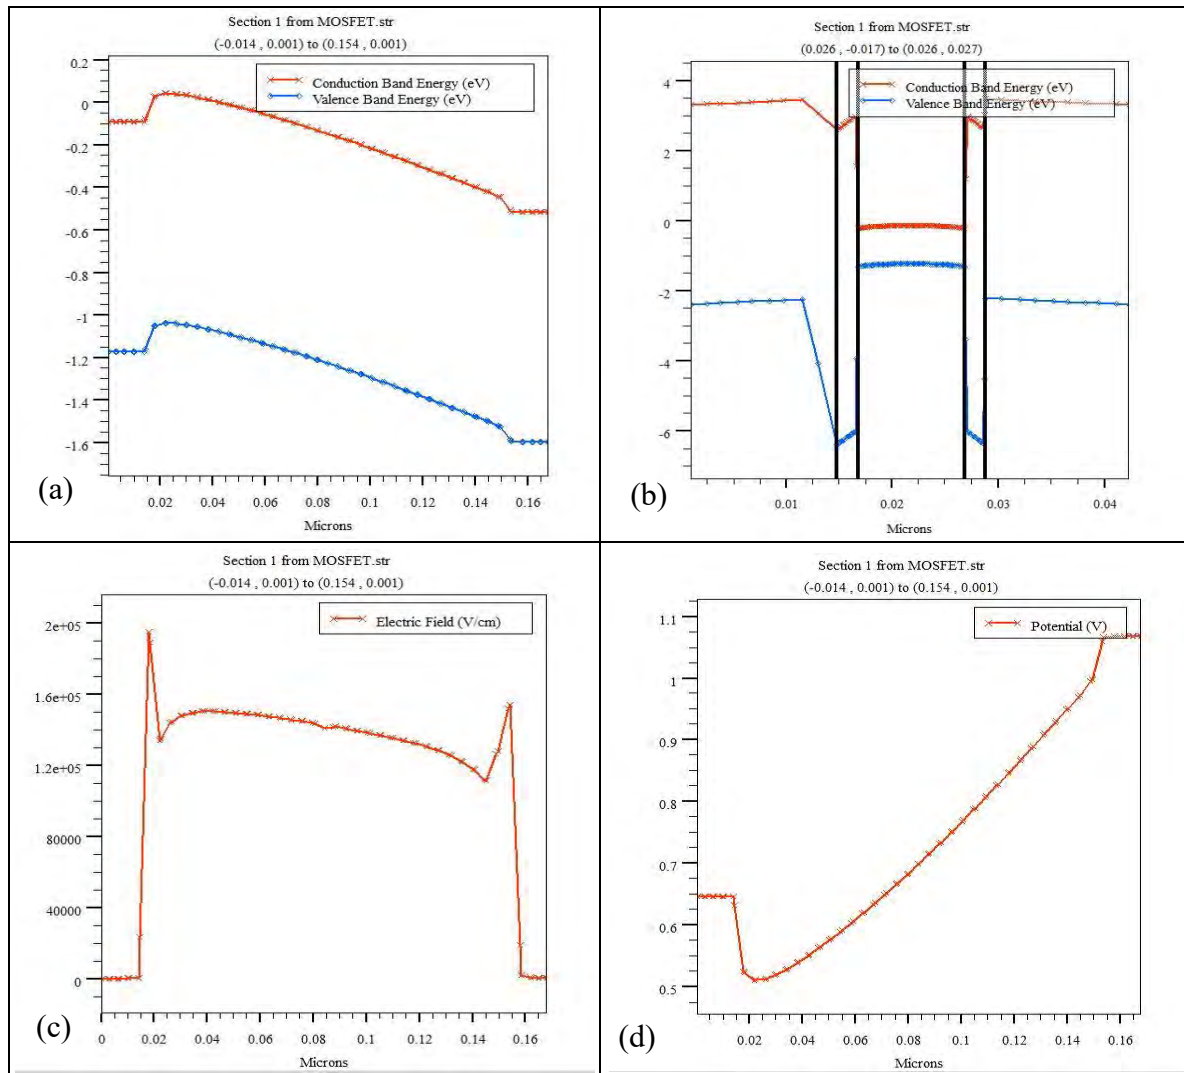 Section 1 from MOSFET.str
(-0.014 , 0.001) to (0.154 , 0.001)
0.2
0
-0.2
-0.4
-0.6
-0.8
-1
-1.2
-1.4
-1.6
Conduction Band Energy (eV)
Valence Band Energy (eV)
0.02 0.04 0.06 0.08 0.1 0.12 0.14 0.16
Microns
(a)
Section 1 from MOSFET.str
(0.026 , -0.017) to (0.026 , 0.027)
4
2
0
-2
-4
-6
Conduction Band Energy (eV)
Valence Band Energy (eV)
0.01 0.02 0.03 0.04
Microns
(b)
Section 1 from MOSFET.str
(-0.014 , 0.001) to (0.154 , 0.001)
2e+05
1.6e+05
1.2e+05
80000
40000
0
Electric Field (V/cm)
0 0.02 0.04 0.06 0.08 0.1 0.12 0.14 0.16
Microns
(c)
Section 1 from MOSFET.str
(-0.014 , 0.001) to (0.154 , 0.001)
1.1
1
0.9
0.8
0.7
0.6
0.5
Potential (V)
0.02 0.04 0.06 0.08 0.1 0.12 0.14 0.16
Microns
(d)